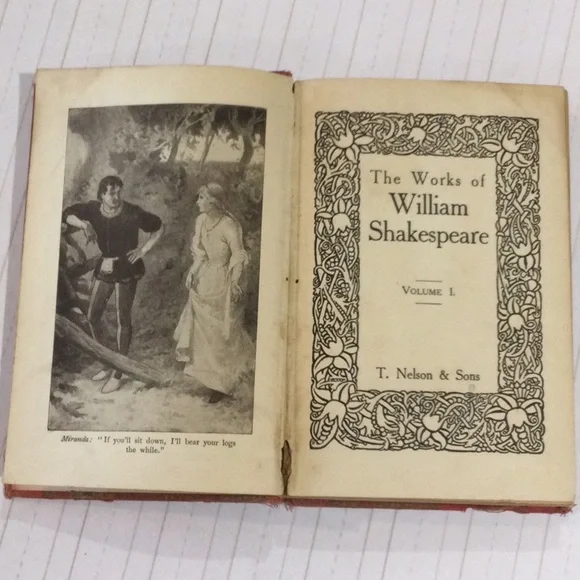 Miranda: "If you'll sit down, I'll bear your logs
the while."
The Works of
William
Shakespeare
VOLUME I.
T. Nelson & Sons